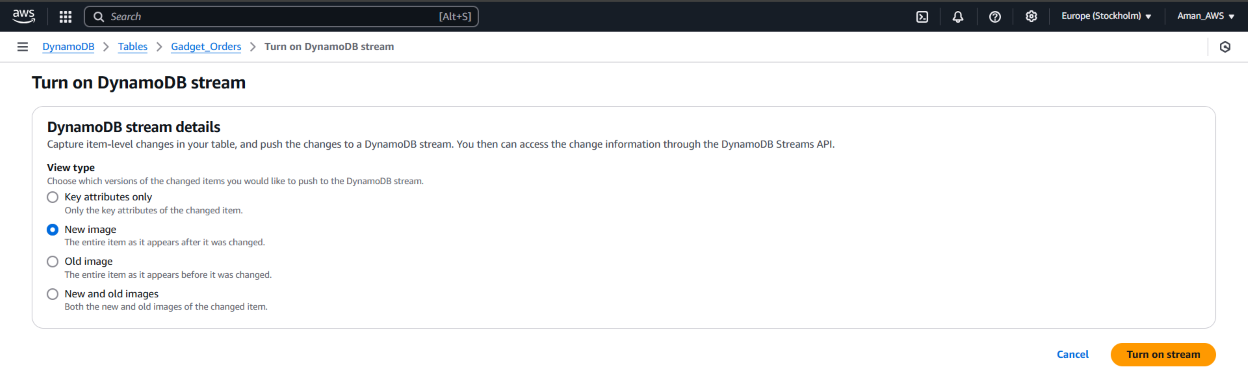 aws
Search [Alt+S]
Europe (Stockholm)
Aman_AWS
DynamoDB > Tables > Gadget_Orders > Turn on DynamoDB stream
Turn on DynamoDB stream
DynamoDB stream details
Capture item-level changes in your table, and push the changes to a DynamoDB stream. You then can access the change information through the DynamoDB Streams API.
View type
Choose which versions of the changed items you would like to push to the DynamoDB stream.
Key attributes only
Only the key attributes of the changed item.
New image
The entire item as it appears after it was changed.
Old image
The entire item as it appears before it was changed.
New and old images
Both the new and old images of the changed item.
Cancel
Turn on stream